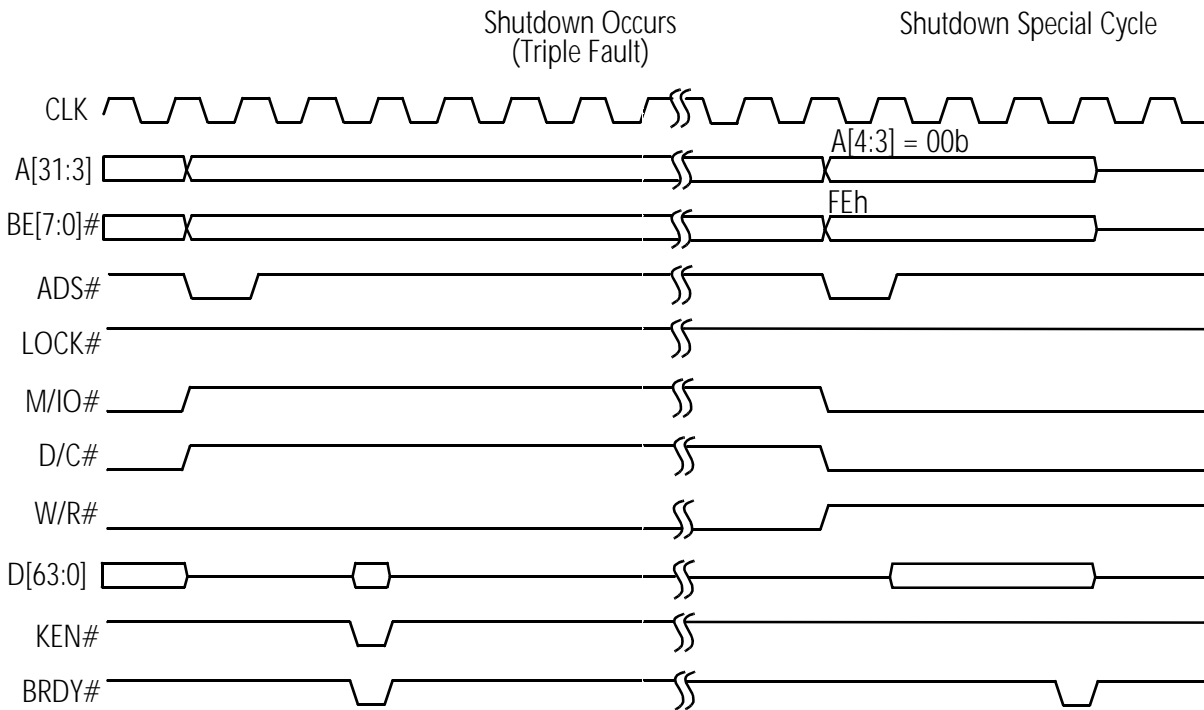 Shutdown Occurs
(Triple Fault)
Shutdown Special Cycle
CLK
A[4:3] = 00b
A[31:3]
FEh
BE[7:0]#
ADS#
LOCK#
M/IO#
D/C#
W/R#
D[63:0]
KEN#
BRDY#